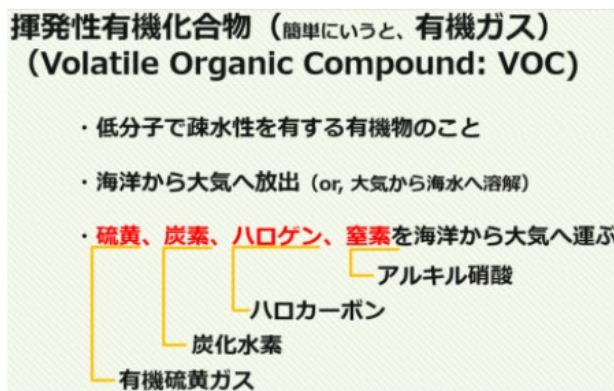 揮発性有機化合物（簡単にいうと、有機ガス）
（Volatile Organic Compound: VOC)
・低分子で疎水性を有する有機物のこと
・海洋から大気へ放出（or, 大気から海水へ溶解）
・硫黄、炭素、ハロゲン、窒素を海洋から大気へ運ぶ
アルキル硝酸
ハロカーボン
炭化水素
有機硫黄ガス